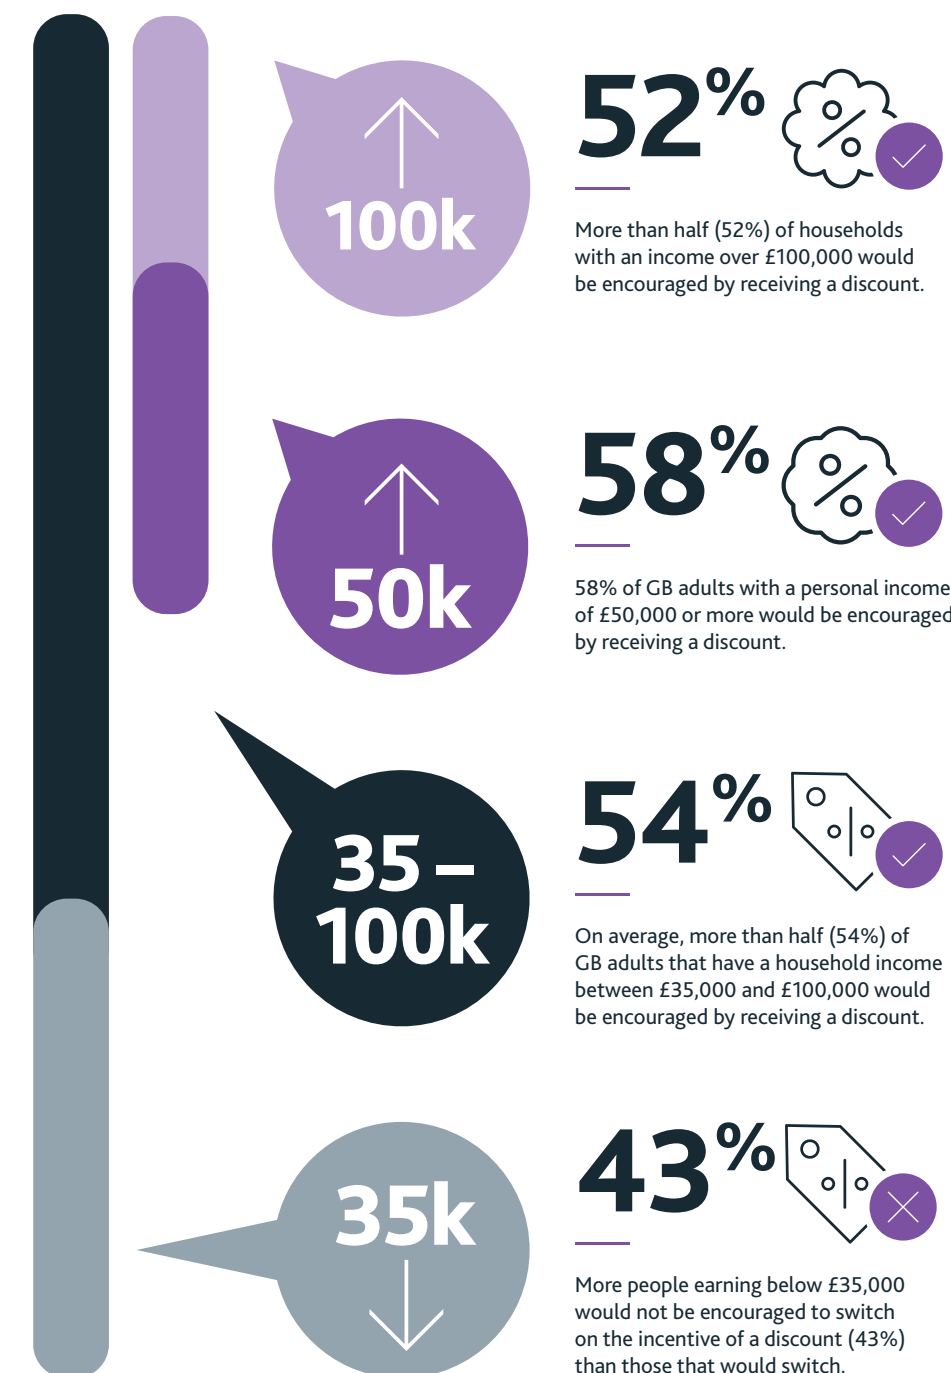 100k
52%
More than half (52%) of households
with an income over £100,000 would
be encouraged by receiving a discount.
50k
58%
58% of GB adults with a personal income
of £50,000 or more would be encouraged
by receiving a discount.
35 –
100k
54%
On average, more than half (54%) of
GB adults that have a household income
between £35,000 and £100,000 would
be encouraged by receiving a discount.
35k
43%
More people earning below £35,000
would not be encouraged to switch
on the incentive of a discount (43%)
than those that would switch.